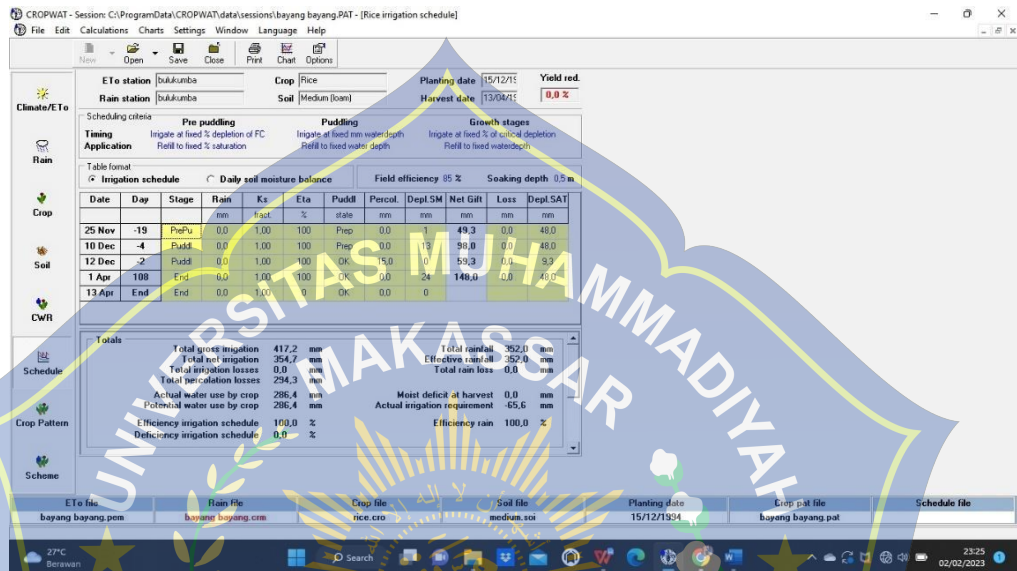 CROPWAT - Session: C:\ProgramData\CROPWAT\data\sessions\bayang bayang.PAT - [Rice irrigation schedule]
File Edit Calculations Charts Settings Window Language Help
New Open Save Close Print Chart Options
ETo station bulukumba Crop Rice Planting date 15/12/19 Yield red.
Rain station bulukumba Soil Medium (loam) Harvest date 13/04/19 0,0 %
Scheduling criteria
Pre puddling Puddling Growth stages
Timing Irrigate at fixed % depletion of FC Irrigate at fixed mm waterdepth Irrigate at fixed % of critical depletion
Application Refill to fixed % saturation Refill to fixed water depth Refill to fixed waterdepth
Table format
Irrigation schedule Daily soil moisture balance Field efficiency 85 % Soaking depth 0,5 m
Date Day Stage Rain Ks Eta Puddl Percol. Depl.SM Net Gift Loss Depl.SAT
mm fract. % state mm mm mm mm mm
25 Nov -19 PrePu 0,0 1,00 100 Prep 0,0 1 49,3 0,0 48,0
10 Dec -4 Puddl 0,0 1,00 100 Prep 0,0 13 98,0 0,0 48,0
12 Dec -2 Puddl 0,0 1,00 100 OK 15,0 0 59,3 0,0 9,3
1 Apr 108 End 0,0 1,00 100 OK 0,0 24 148,0 0,0 48,0
13 Apr End End 0,0 1,00 0 OK 0,0 0
Totals
Total gross irrigation 417,2 mm Total rainfall 352,0 mm
Total net irrigation 354,7 mm Effective rainfall 352,0 mm
Total irrigation losses 0,0 mm Total rain loss 0,0 mm
Total percolation losses 294,3 mm
Actual water use by crop 286,4 mm Moist deficit at harvest 0,0 mm
Potential water use by crop 286,4 mm Actual irrigation requirement -65,6 mm
Efficiency irrigation schedule 100,0 % Efficiency rain 100,0 %
Deficiency irrigation schedule 0,0 %
Climate/ETo
Rain
Crop
Soil
CWR
Schedule
Crop Pattern
Scheme
ETo file Rain file Crop file Soil file Planting date Crop pat file Schedule file
bayang bayang.pem bayang bayang.crm rice.cro medium.soi 15/12/1994 bayang bayang.pat
27°C
Berawan
Search
23:25
02/02/2023
1
UNIVERSITAS MUHAMMADIYAH
MAKASSAR